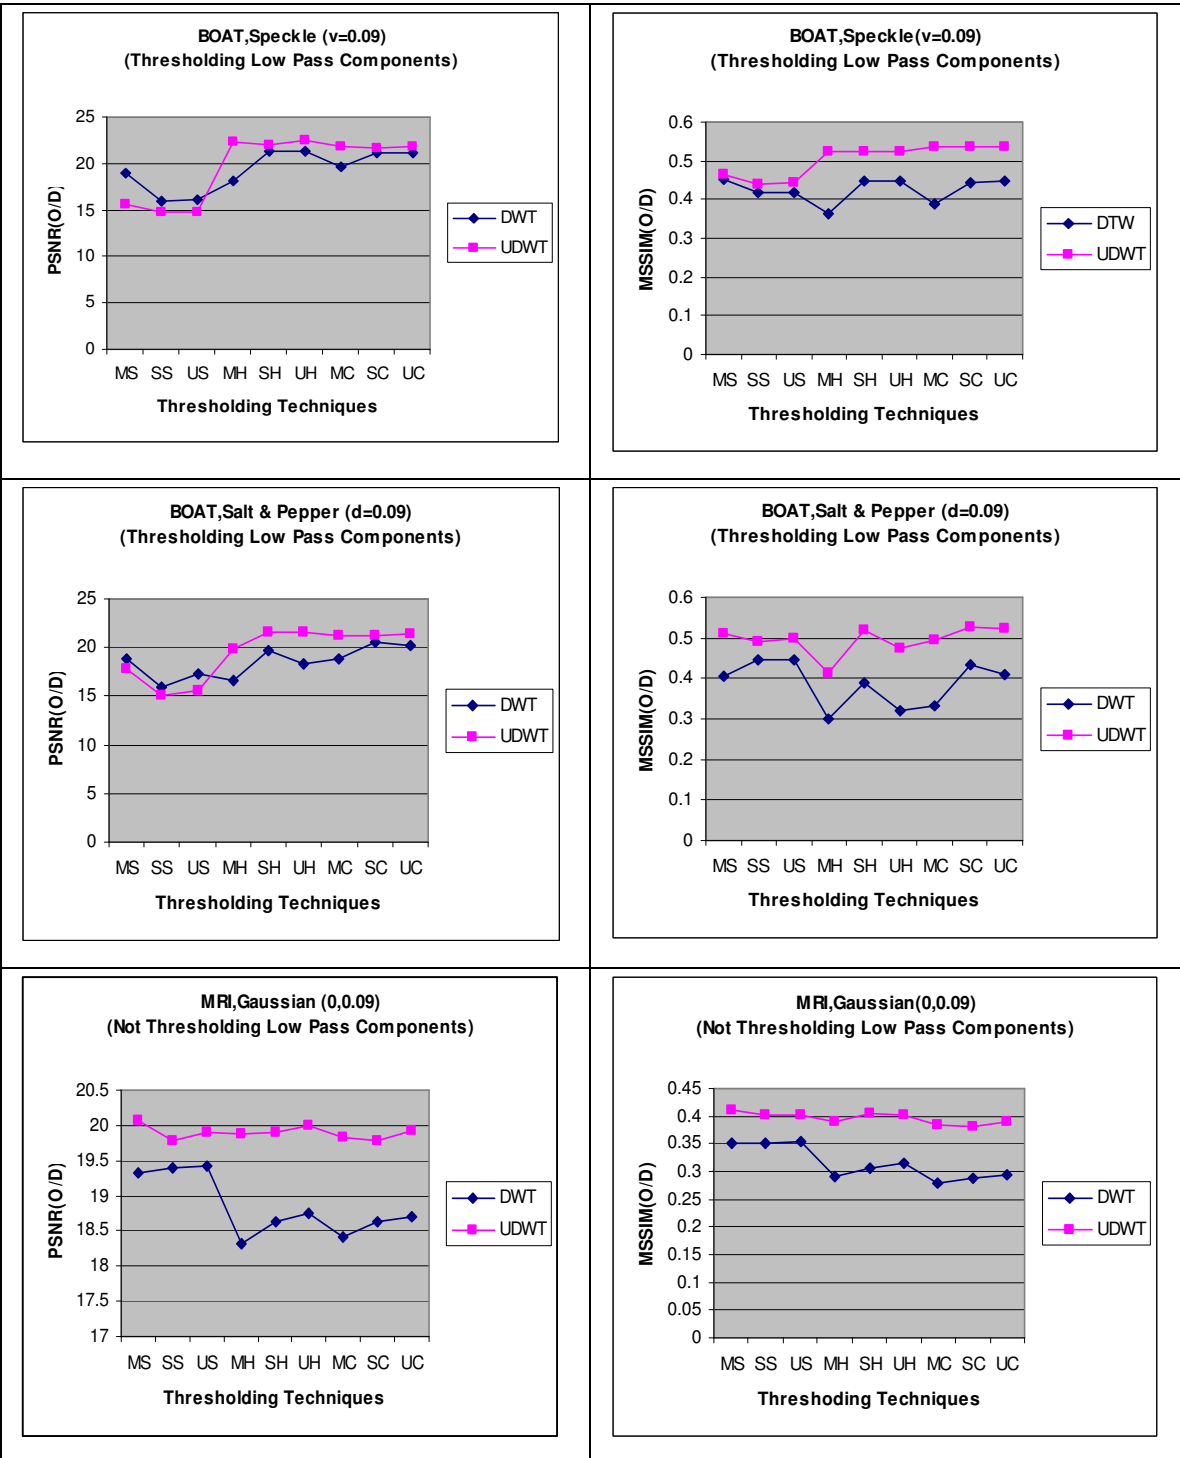 BOAT,Speckle (v=0.09)
(Thresholding Low Pass Components)
PSNR(O/D)
25
20
15
10
5
0
MS SS US MH SH UH MC SC UC
Thresholding Techniques
DWT
UDWT
BOAT,Speckle(v=0.09)
(Thresholding Low Pass Components)
MSSIM(O/D)
0.6
0.5
0.4
0.3
0.2
0.1
0
MS SS US MH SH UH MC SC UC
Thresholding Techniques
DTW
UDWT
BOAT,Salt & Pepper (d=0.09)
(Thresholding Low Pass Components)
PSNR(O/D)
25
20
15
10
5
0
MS SS US MH SH UH MC SC UC
Thresholding Techniques
DWT
UDWT
BOAT,Salt & Pepper (d=0.09)
(Thresholding Low Pass Components)
MSSIM(O/D)
0.6
0.5
0.4
0.3
0.2
0.1
0
MS SS US MH SH UH MC SC UC
Thresholding Techniques
DWT
UDWT
MRI,Gaussian (0,0.09)
(Not Thresholding Low Pass Components)
PSNR(O/D)
20.5
20
19.5
19
18.5
18
17.5
17
MS SS US MH SH UH MC SC UC
Thresholding Techniques
DWT
UDWT
MRI,Gaussian(0,0.09)
(Not Thresholding Low Pass Components)
MSSIM(O/D)
0.45
0.4
0.35
0.3
0.25
0.2
0.15
0.1
0.05
0
MS SS US MH SH UH MC SC UC
Threshoding Techniques
DWT
UDWT